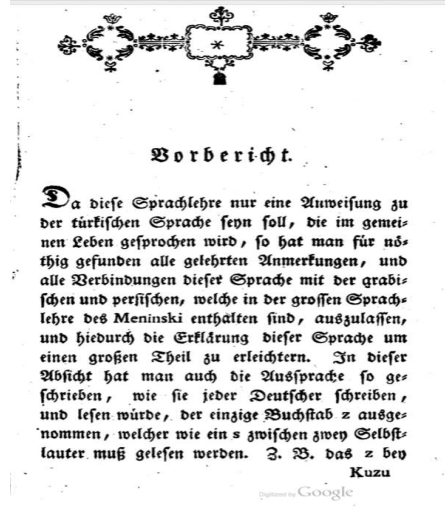 Vorbericht.
Da diese Sprachlehre nur eine Anweisung zu
der türkischen Sprache seyn soll, die im gemei-
nen Leben gesprochen wird, so hat man für nö-
thig gefunden alle gelehrten Anmerkungen, und
alle Verbindungen dieser Sprache mit der arabi-
schen und persischen, welche in der grossen Sprach-
lehre des Meninski enthalten sind, auszulassen,
und hiedurch die Erklärung dieser Sprache um
einen großen Theil zu erleichtern. In dieser
Absicht hat man auch die Aussprache so ge-
schrieben, wie sie jeder Deutscher schreiben,
und lesen würde, der einzige Buchstab z ausge-
nommen, welcher wie ein s zwischen zwey Selbst-
lauter muß gelesen werden. Z. B. das z bey
Kuzu
Digitized by Google